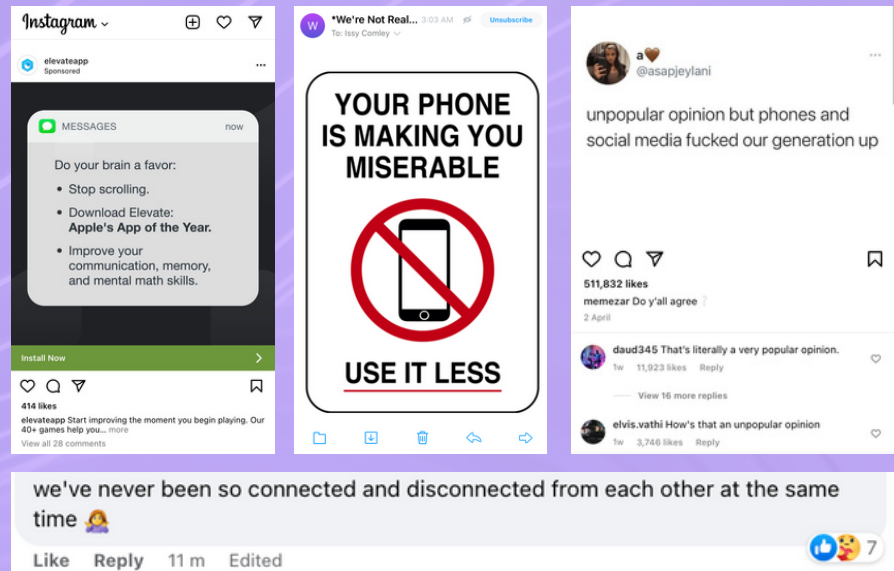 Instagram
elevateapp
Sponsored
MESSAGES
now
Do your brain a favor:
• Stop scrolling.
• Download Elevate:
Apple's App of the Year.
• Improve your
communication, memory,
and mental math skills.
Install Now
414 likes
elevateapp Start improving the moment you begin playing. Our
40+ games help you... more
View all 28 comments
W
*We're Not Real... 3:03 AM
Unsubscribe
To: Issy Comley
YOUR PHONE
IS MAKING YOU
MISERABLE
USE IT LESS
a🤎
@asapjeylani
unpopular opinion but phones and
social media fucked our generation up
511,832 likes
memezar Do y'all agree ❔
2 April
daud345 That's literally a very popular opinion.
1w 11,923 likes Reply
View 16 more replies
elvis.vathi How's that an unpopular opinion
1w 3,746 likes Reply
we've never been so connected and disconnected from each other at the same
time 🤦‍♀️
Like Reply 11 m Edited
7